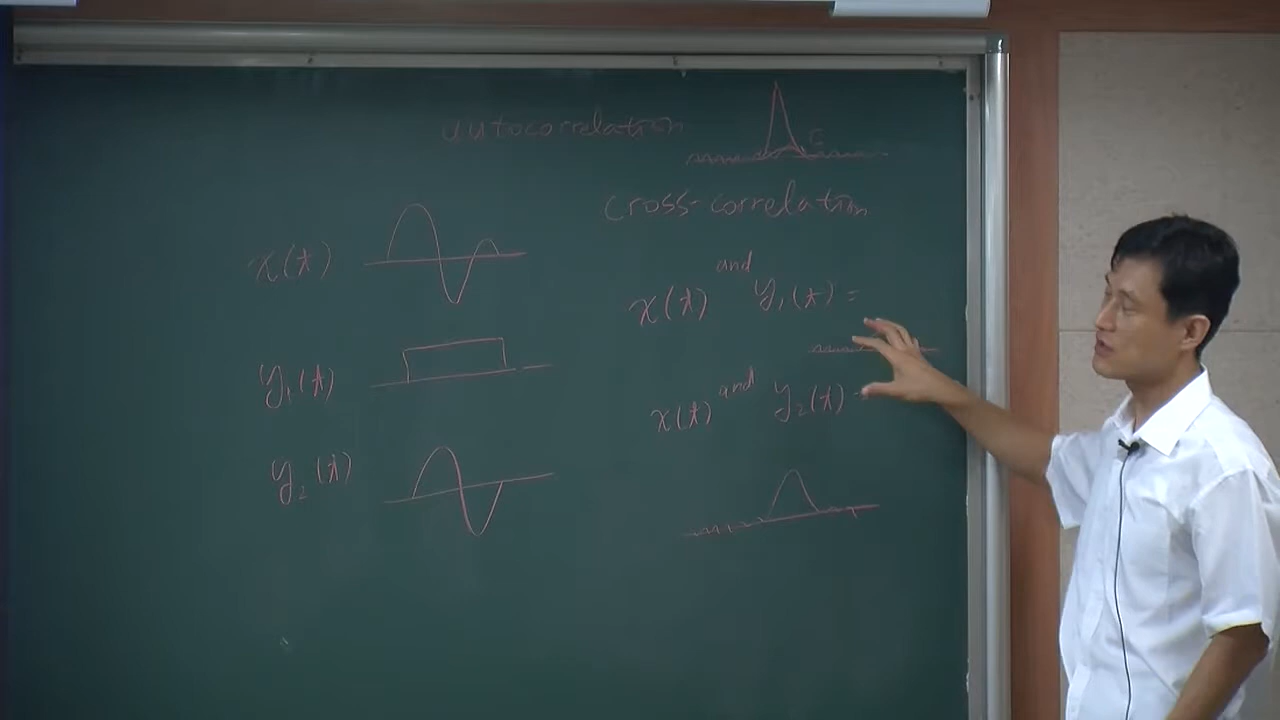 autocorrelation
E
cross-correlation
x(t)
y₁(t)
y₂(t)
x(t) and y₁(t) =
x(t) and y₂(t) =